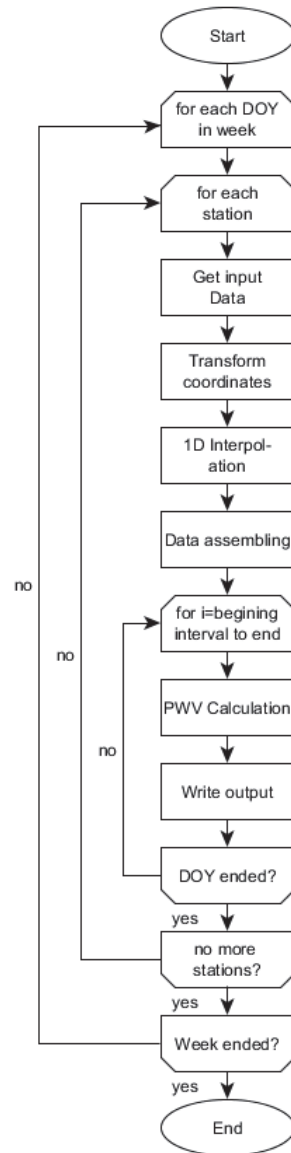 Start
for each DOY
in week
for each
station
Get input
Data
Transform
coordinates
1D Interpol-
ation
Data assembling
for i=begining
interval to end
PWV Calculation
Write output
DOY ended?
no
yes
no more
stations?
no
yes
Week ended?
no
yes
End